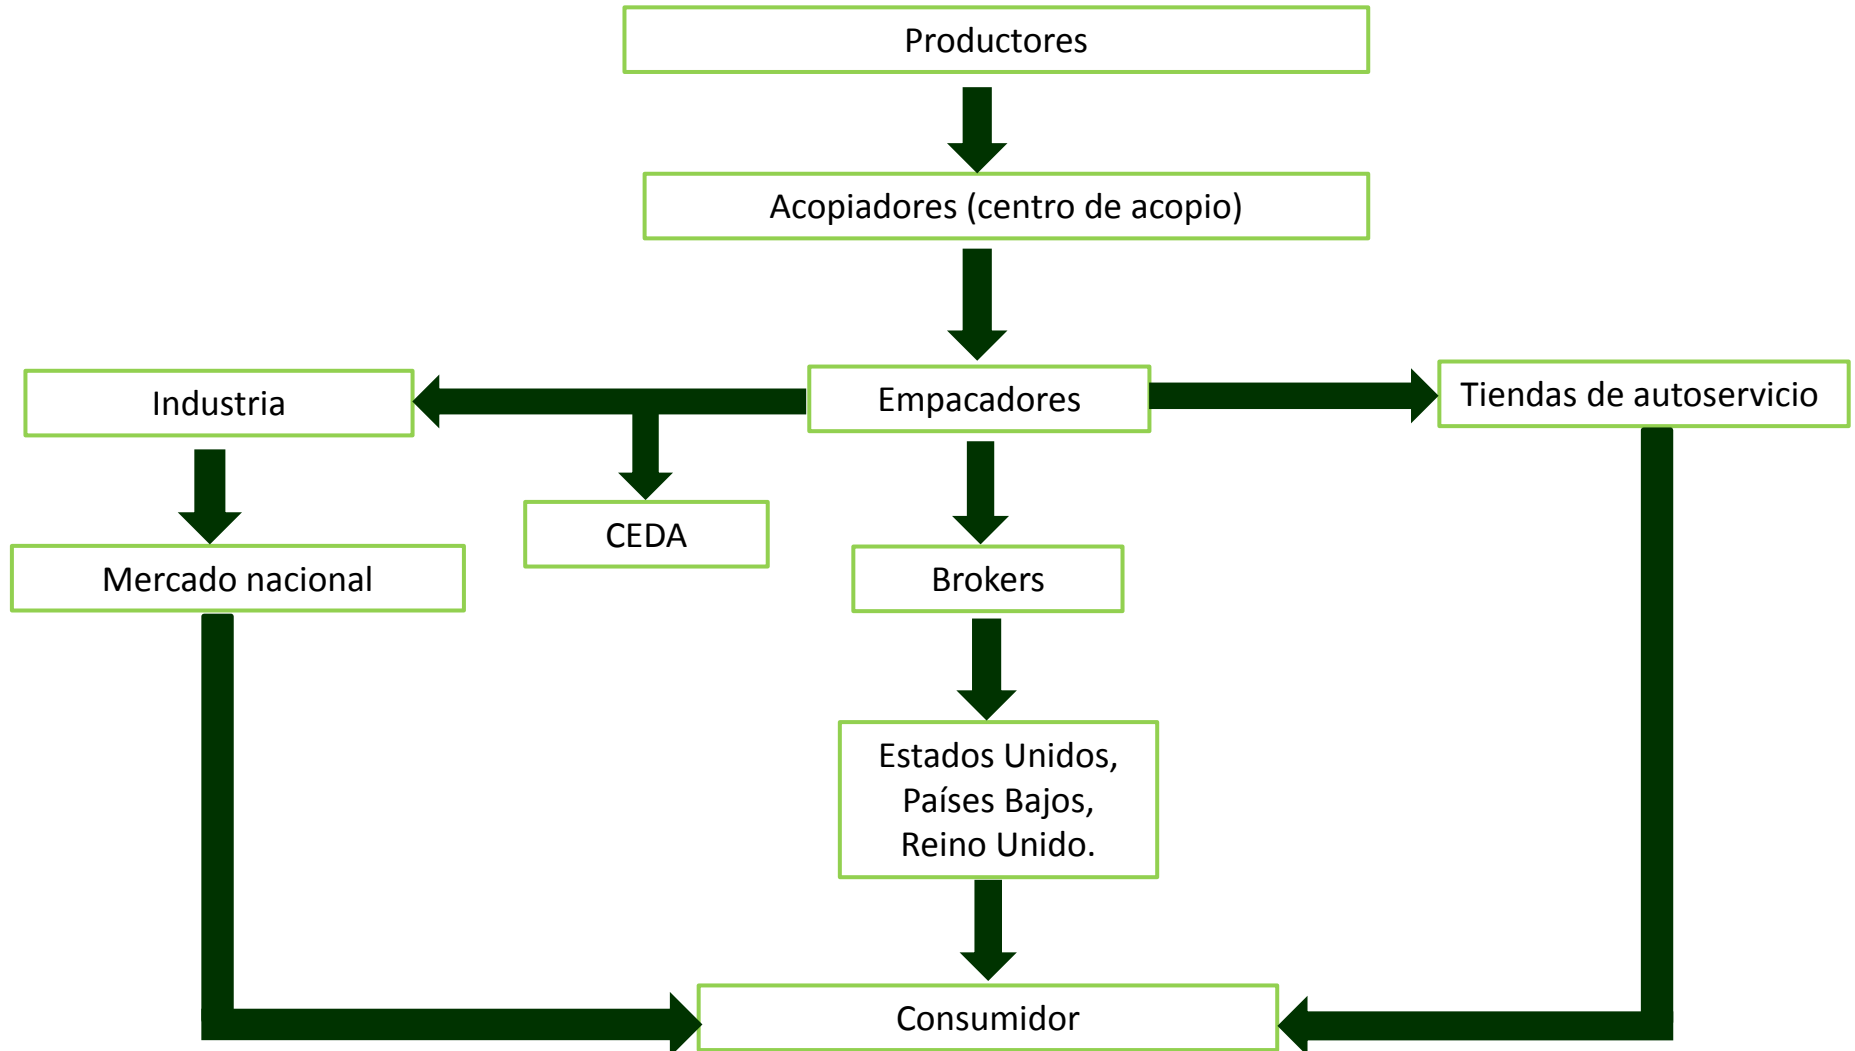 Productores
Acopiadores (centro de acopio)
Industria
Empacadores
Tiendas de autoservicio
CEDA
Mercado nacional
Brokers
Estados Unidos,
Países Bajos,
Reino Unido.
Consumidor